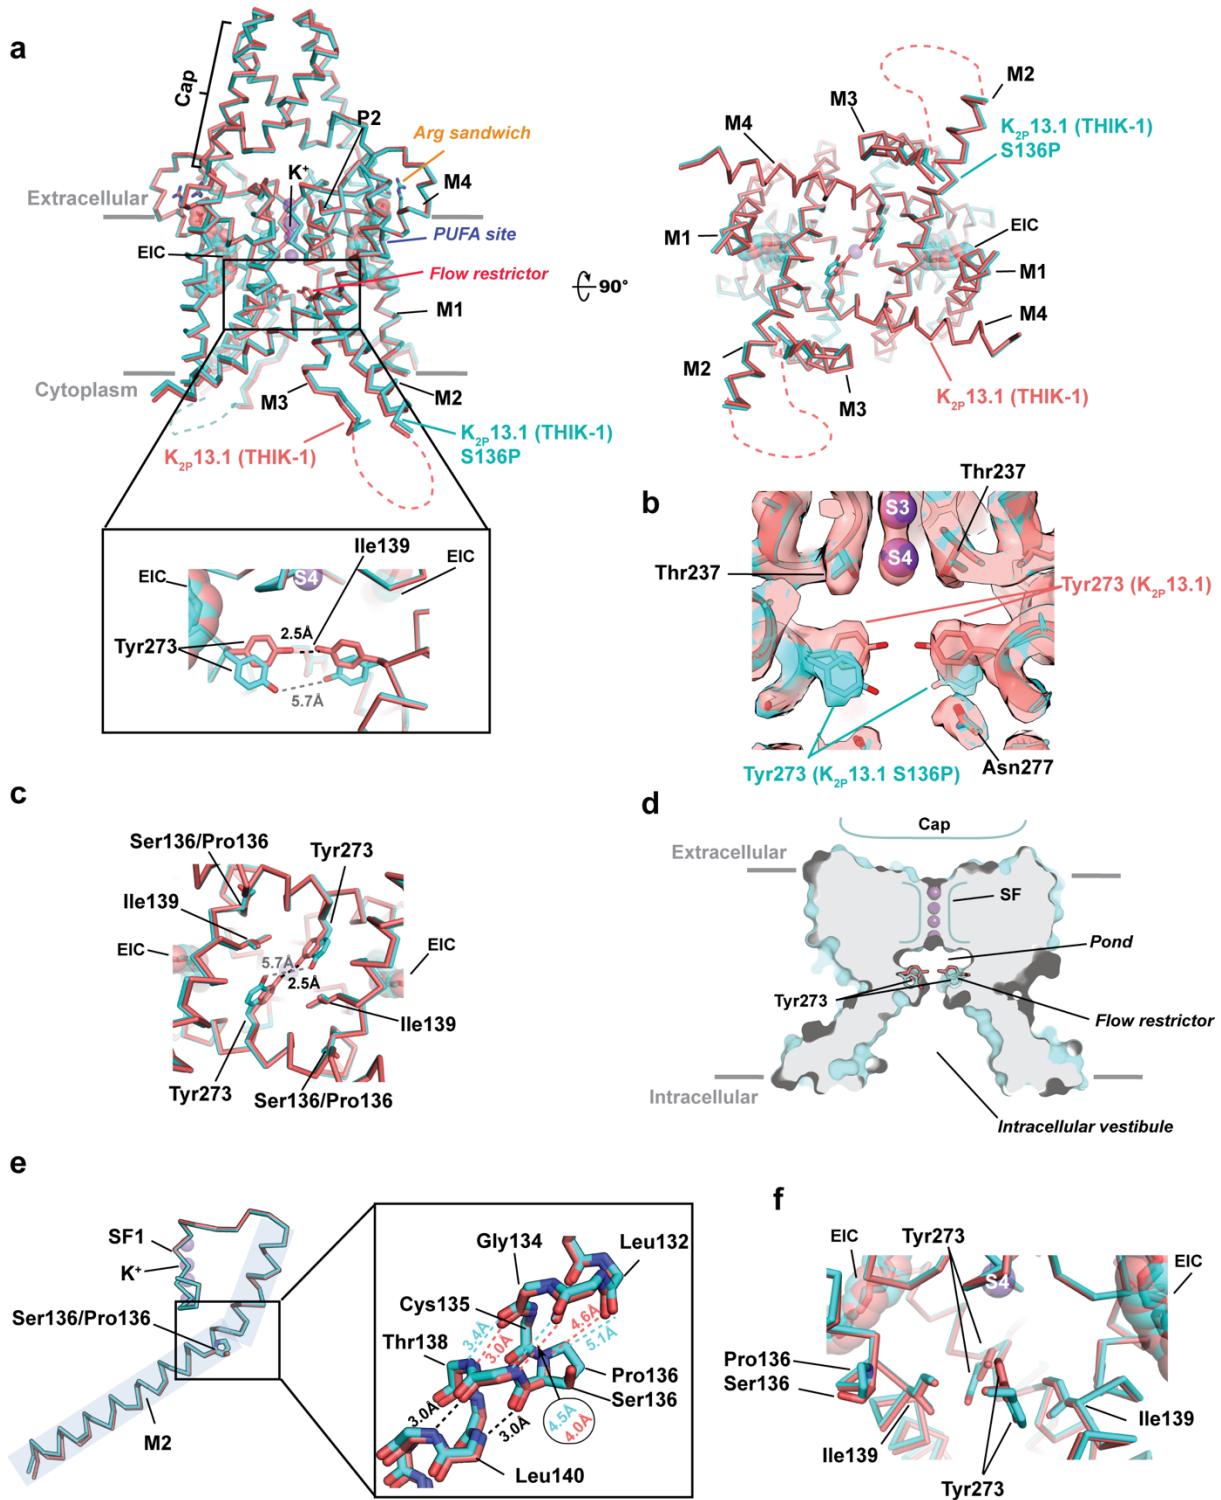 a
Cap
P2
Arg sandwich
K+
M4
Extracellular
PUFA site
EIC
Flow restrictor
M1
Cytoplasm
M3
M2
K2P13.1 (THIK-1)
K2P13.1 (THIK-1)
S136P
90°
M2
M3
K2P13.1 (THIK-1)
S136P
M4
M1
EIC
M1
M4
M2
M3
K2P13.1 (THIK-1)
Ile139
EIC
S4
EIC
2.5Å
Tyr273
5.7Å
b
Thr237
S3
S4
Thr237
Tyr273 (K2P13.1)
Tyr273 (K2P13.1 S136P)
Asn277
c
Ser136/Pro136
Tyr273
Ile139
EIC
EIC
5.7Å
2.5Å
Ile139
Tyr273
Ser136/Pro136
d
Cap
Extracellular
SF
Pond
Tyr273
Flow restrictor
Intracellular
Intracellular vestibule
e
SF1
K+
Ser136/Pro136
M2
Gly134
Leu132
Cys135
Thr138
3.4Å
3.0Å
4.6Å
5.1Å
Pro136
Ser136
3.0Å
3.0Å
4.5Å
4.0Å
Leu140
f
Tyr273
EIC
EIC
S4
Pro136
Ser136
Ile139
Ile139
Tyr273